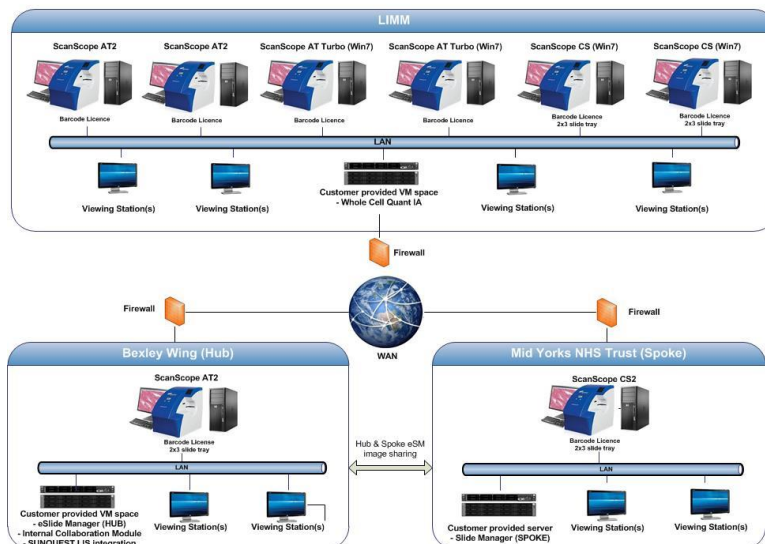 LIMM
ScanScope AT2
ScanScope AT2
ScanScope AT Turbo (Win7)
ScanScope AT Turbo (Win7)
ScanScope CS (Win7)
ScanScope CS (Win7)
Barcode Licence
Barcode Licence
Barcode Licence
Barcode Licence
Barcode Licence
2x3 slide tray
Barcode Licence
2x3 slide tray
LAN
Viewing Station(s)
Viewing Station(s)
Customer provided VM space
- Whole Cell Quant IA
Viewing Station(s)
Viewing Station(s)
Firewall
Firewall
Firewall
WAN
Bexley Wing (Hub)
ScanScope AT2
Barcode License
2x3 slide tray
LAN
Customer provided VM space
- eSlide Manager (HUB)
- Internal Collaboration Module
- SUNQUEST LIS integration
Viewing Station(s)
Viewing Station(s)
Hub & Spoke eSM
image sharing
Mid Yorks NHS Trust (Spoke)
ScanScope CS2
Barcode Licence
2x3 slide tray
LAN
Customer provided server
- Slide Manager (SPOKE)
Viewing Station(s)
Viewing Station(s)